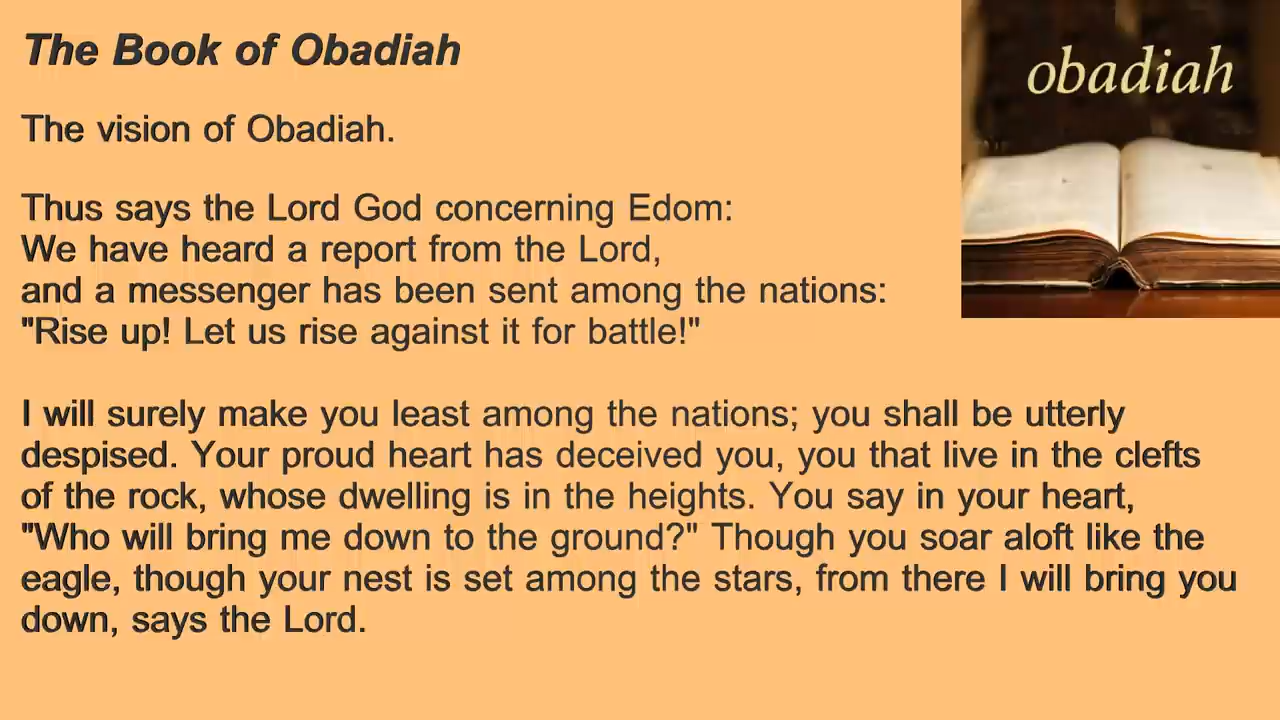 The Book of Obadiah
obadiah
The vision of Obadiah.
Thus says the Lord God concerning Edom:
We have heard a report from the Lord,
and a messenger has been sent among the nations:
"Rise up! Let us rise against it for battle!"
I will surely make you least among the nations; you shall be utterly
despised. Your proud heart has deceived you, you that live in the clefts
of the rock, whose dwelling is in the heights. You say in your heart,
"Who will bring me down to the ground?" Though you soar aloft like the
eagle, though your nest is set among the stars, from there I will bring you
down, says the Lord.